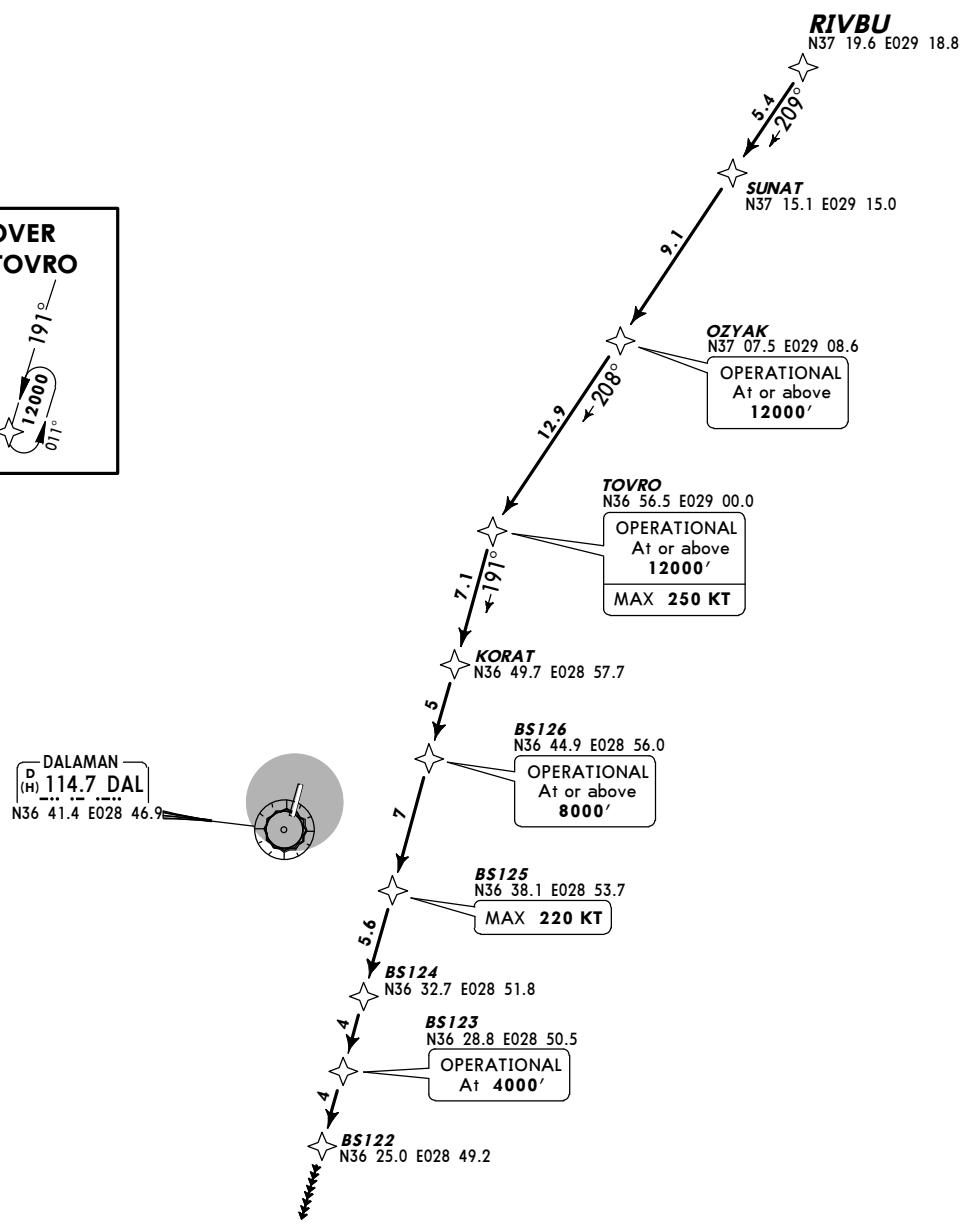 RIVBU
N37 19.6 E029 18.8
5.4
209°
SUNAT
N37 15.1 E029 15.0
9.1
OVER
TOVRO
191°
12000
011°
OZYAK
N37 07.5 E029 08.6
OPERATIONAL
At or above
12000'
208°
12.9
TOVRO
N36 56.5 E029 00.0
OPERATIONAL
At or above
12000'
MAX 250 KT
7.1
191°
KORAT
N36 49.7 E028 57.7
5
BS126
N36 44.9 E028 56.0
OPERATIONAL
At or above
8000'
DALAMAN
D
(H) 114.7 DAL
N36 41.4 E028 46.9
7
BS125
N36 38.1 E028 53.7
MAX 220 KT
5.6
BS124
N36 32.7 E028 51.8
4
BS123
N36 28.8 E028 50.5
OPERATIONAL
At 4000'
4
BS122
N36 25.0 E028 49.2